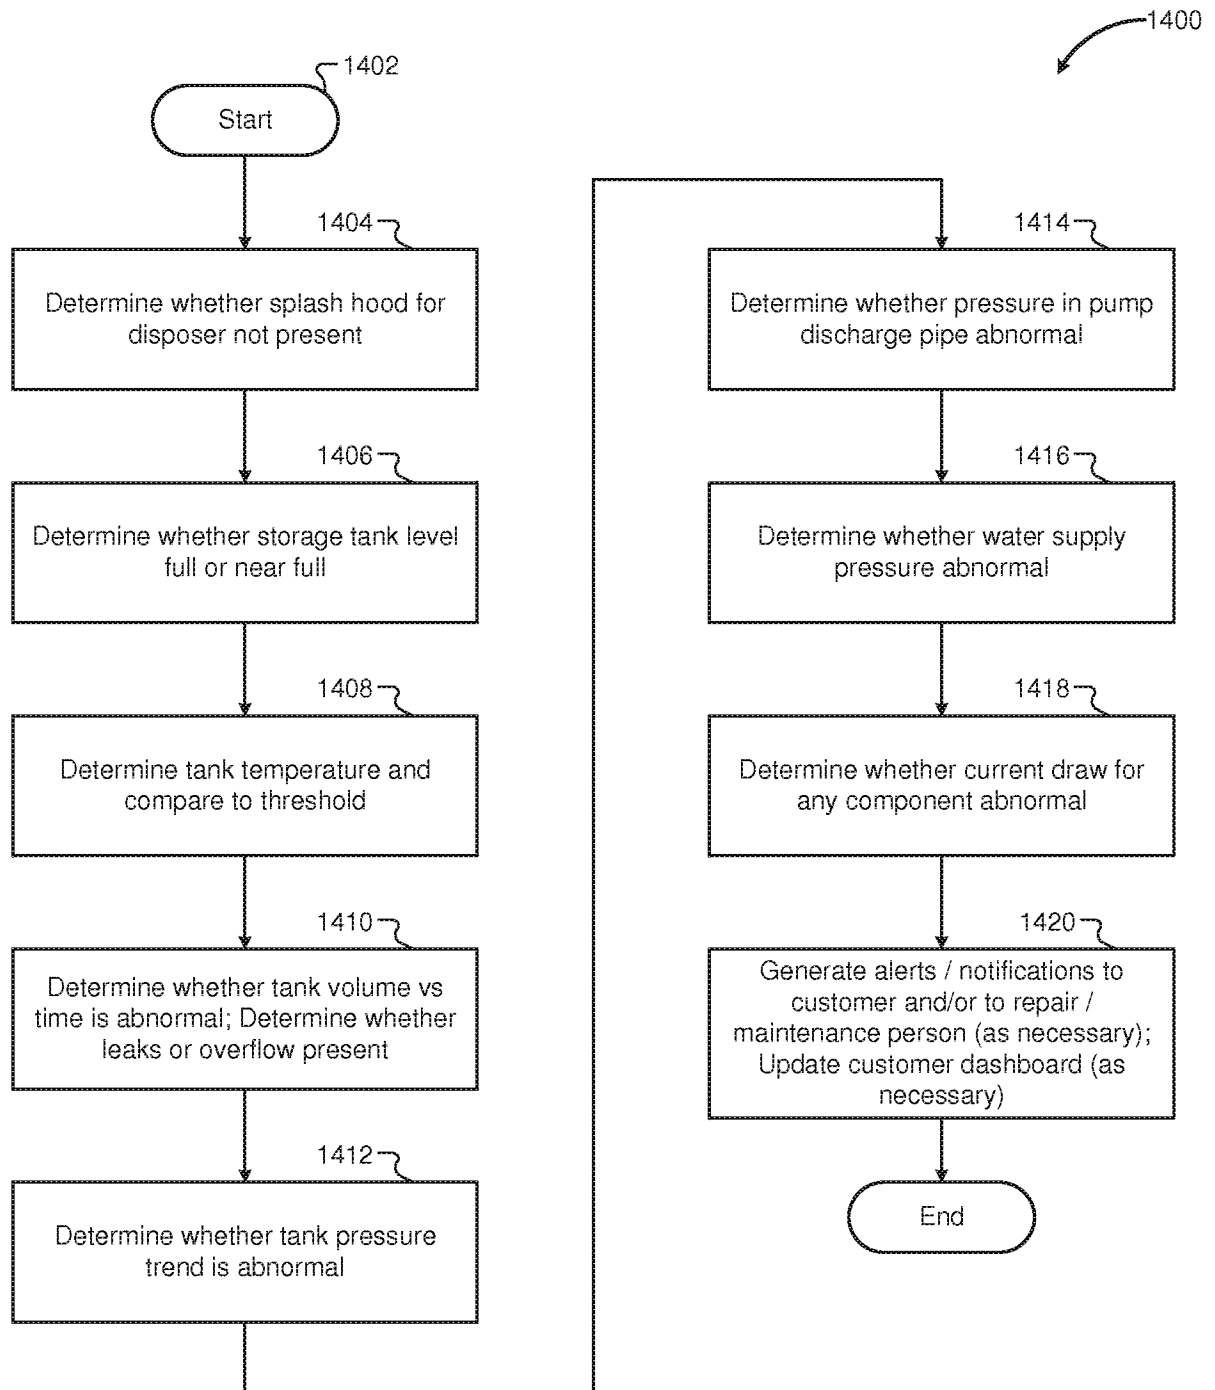 1400
1402
Start
1404
Determine whether splash hood for
disposer not present
1406
Determine whether storage tank level
full or near full
1408
Determine tank temperature and
compare to threshold
1410
Determine whether tank volume vs
time is abnormal; Determine whether
leaks or overflow present
1412
Determine whether tank pressure
trend is abnormal
1414
Determine whether pressure in pump
discharge pipe abnormal
1416
Determine whether water supply
pressure abnormal
1418
Determine whether current draw for
any component abnormal
1420
Generate alerts / notifications to
customer and/or to repair /
maintenance person (as necessary);
Update customer dashboard (as
necessary)
End